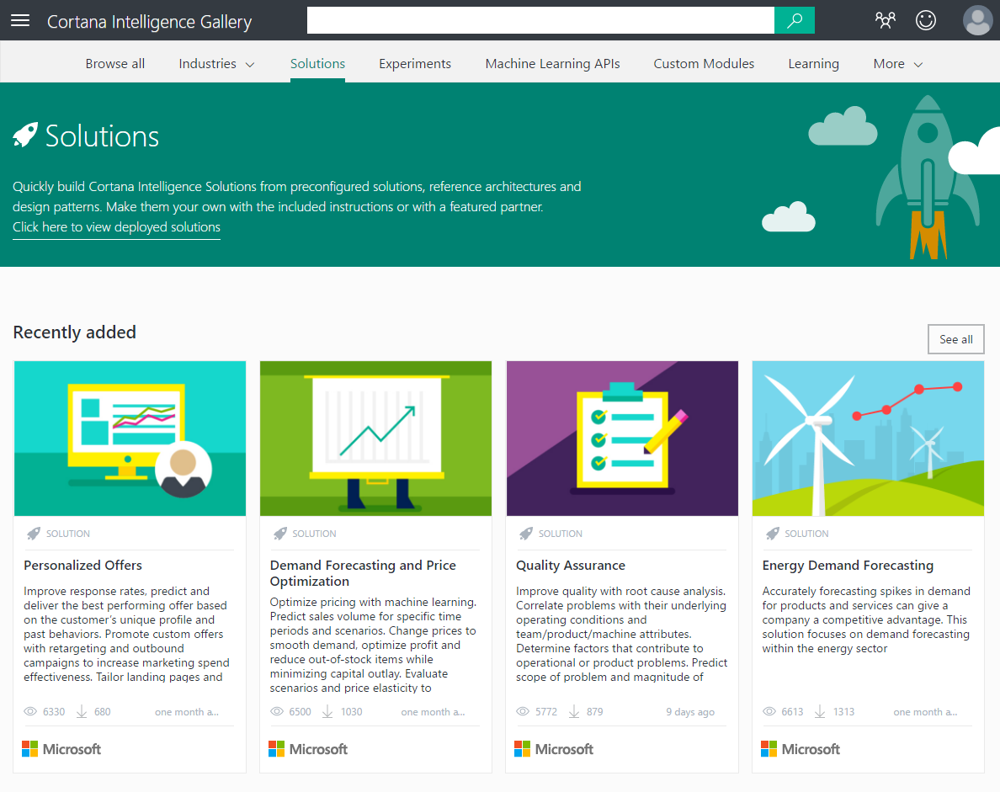 Cortana Intelligence Gallery
Browse all
Industries
Solutions
Experiments
Machine Learning APIs
Custom Modules
Learning
More
Solutions
Quickly build Cortana Intelligence Solutions from preconfigured solutions, reference architectures and
design patterns. Make them your own with the included instructions or with a featured partner.
Click here to view deployed solutions
Recently added
See all
SOLUTION
Personalized Offers
Improve response rates, predict and
deliver the best performing offer based
on the customer’s unique profile and
past behaviors. Promote custom offers
with retargeting and outbound
campaigns to increase marketing spend
effectiveness. Tailor landing pages and
6330 680 one month a...
Microsoft
SOLUTION
Demand Forecasting and Price
Optimization
Optimize pricing with machine learning.
Predict sales volume for specific time
periods and scenarios. Change prices to
smooth demand, optimize profit and
reduce out-of-stock items while
minimizing capital outlay. Evaluate
scenarios and price elasticity to
6500 1030 one month a...
Microsoft
SOLUTION
Quality Assurance
Improve quality with root cause analysis.
Correlate problems with their underlying
operating conditions and
team/product/machine attributes.
Determine factors that contribute to
operational or product problems. Predict
scope of problem and magnitude of
5772 879 9 days ago
Microsoft
SOLUTION
Energy Demand Forecasting
Accurately forecasting spikes in demand
for products and services can give a
company a competitive advantage. This
solution focuses on demand forecasting
within the energy sector
6613 1313 one month a...
Microsoft